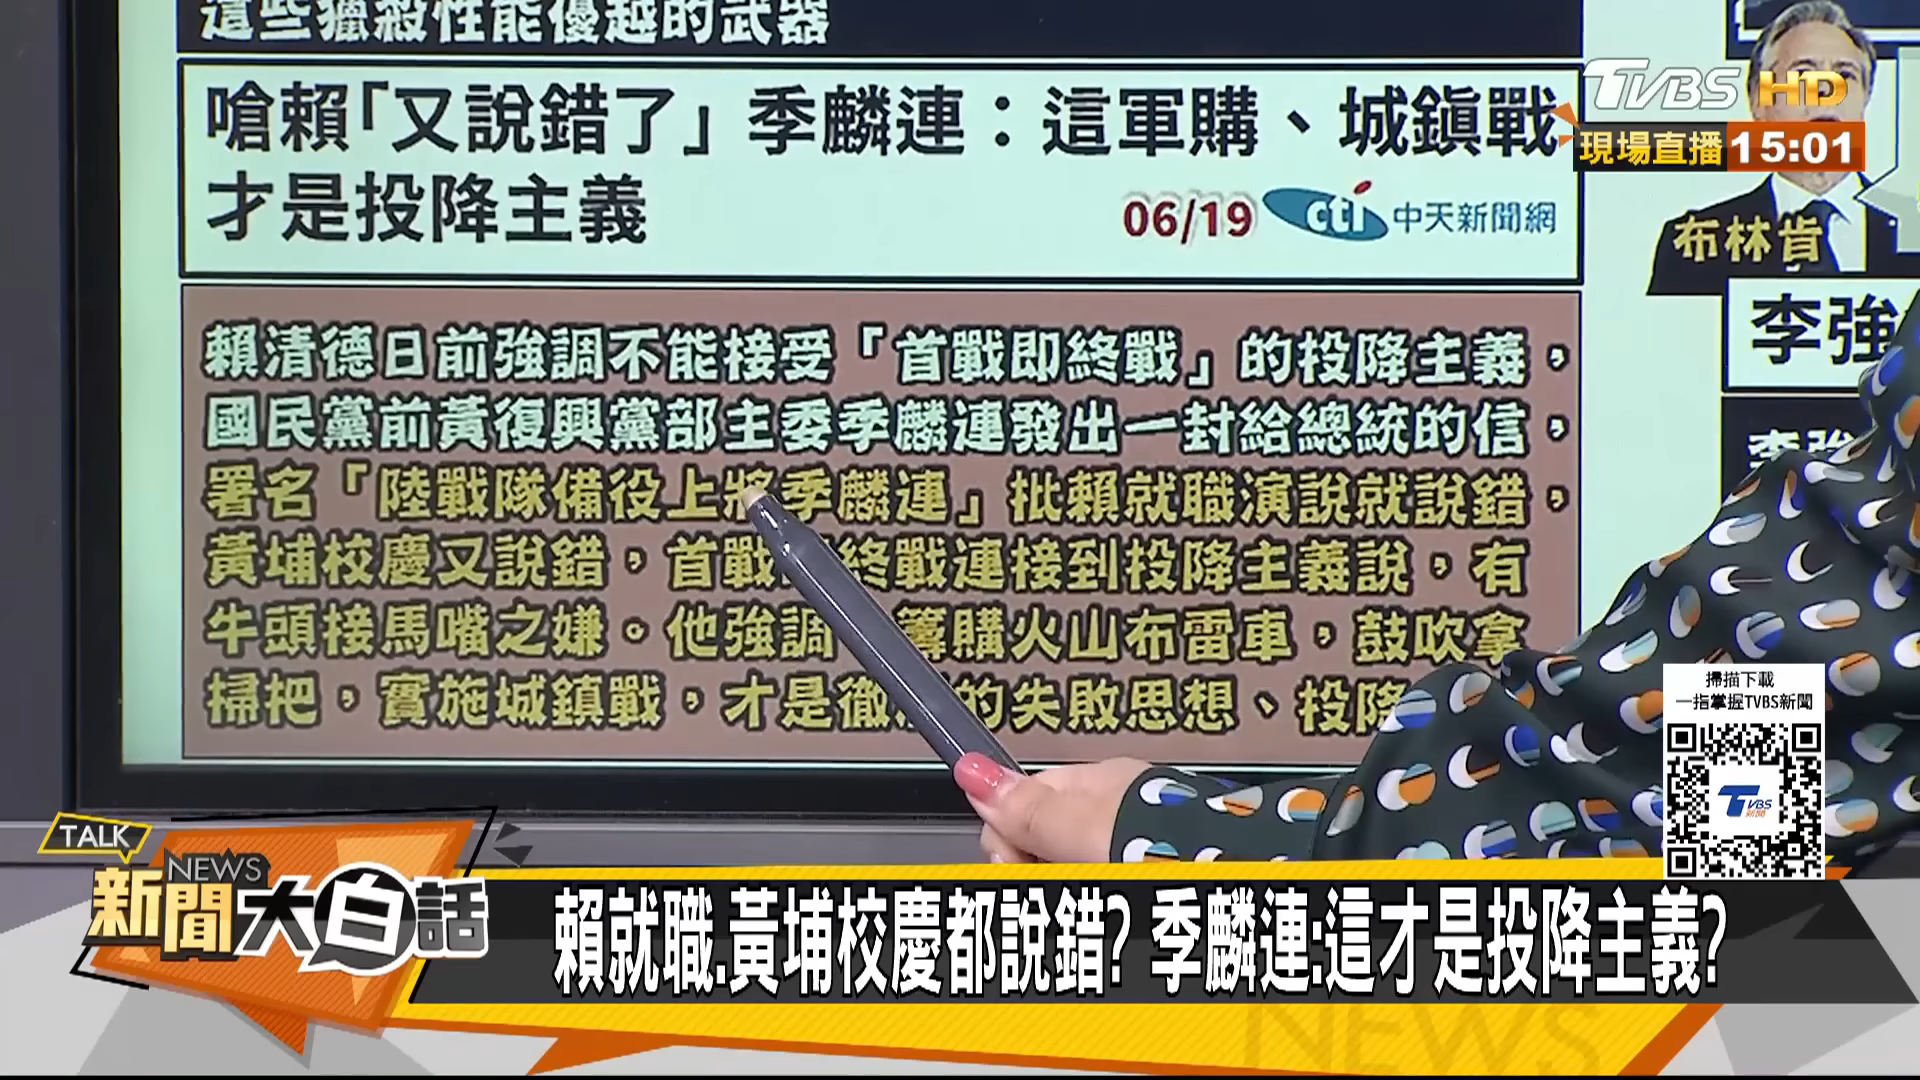 這些獵殺性能優越的武器
嗆賴「又說錯了」季麟連：這軍購、城鎮戰
才是投降主義
06/19 cti 中天新聞網
賴清德日前強調不能接受「首戰即終戰」的投降主義，
國民黨前黃復興黨部主委季麟連發出一封給總統的信，
署名「陸戰隊備役上將季麟連」批賴就職演說就說錯，
黃埔校慶又說錯，首戰 終戰連接到投降主義說，有
牛頭接馬嘴之嫌。他強調 籌購火山布雷車，鼓吹拿
掃把，實施城鎮戰，才是徹 的失敗思想、投降
TVBS HD
現場直播 15:01
布林肯
李強
李強
掃描下載
一指掌握TVBS新聞
TVBS
新聞
TALK
NEWS
新聞大白話
賴就職.黃埔校慶都說錯? 季麟連:這才是投降主義?
NEWS